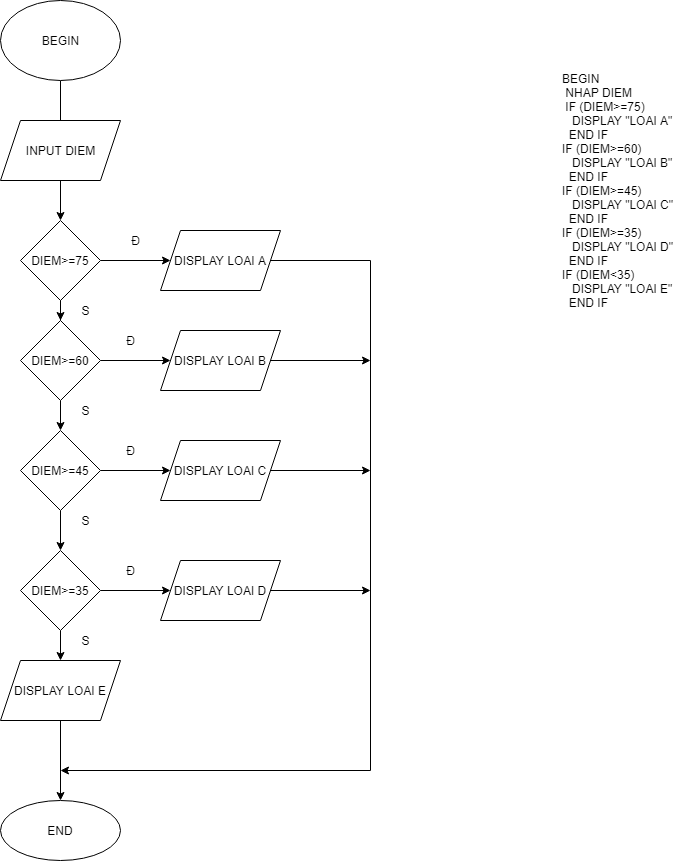 BEGIN
INPUT DIEM
DIEM>=75
Đ
DISPLAY LOAI A
S
DIEM>=60
Đ
DISPLAY LOAI B
S
DIEM>=45
Đ
DISPLAY LOAI C
S
DIEM>=35
Đ
DISPLAY LOAI D
S
DISPLAY LOAI E
END
BEGIN
NHAP DIEM
IF (DIEM>=75)
DISPLAY "LOAI A"
END IF
IF (DIEM>=60)
DISPLAY "LOAI B"
END IF
IF (DIEM>=45)
DISPLAY "LOAI C"
END IF
IF (DIEM>=35)
DISPLAY "LOAI D"
END IF
IF (DIEM<35)
DISPLAY "LOAI E"
END IF